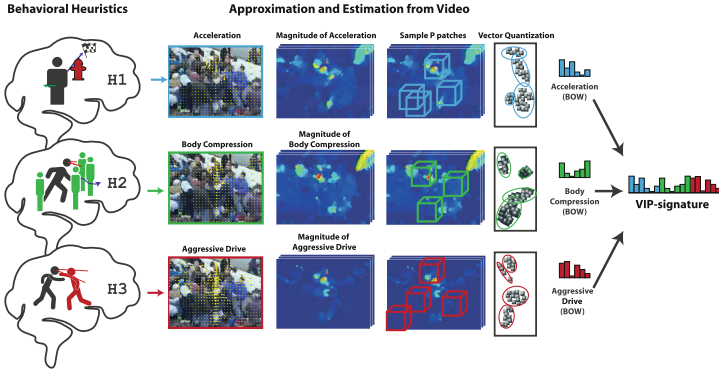 Behavioral Heuristics
Approximation and Estimation from Video
Acceleration
Magnitude of Acceleration
Sample P patches
Vector Quantization
H1
Acceleration
(BOW)
Body Compression
Magnitude of
Body Compression
H2
Body
Compression
(BOW)
VIP-signature
Aggressive Drive
Magnitude of
Aggressive Drive
H3
Aggressive
Drive
(BOW)